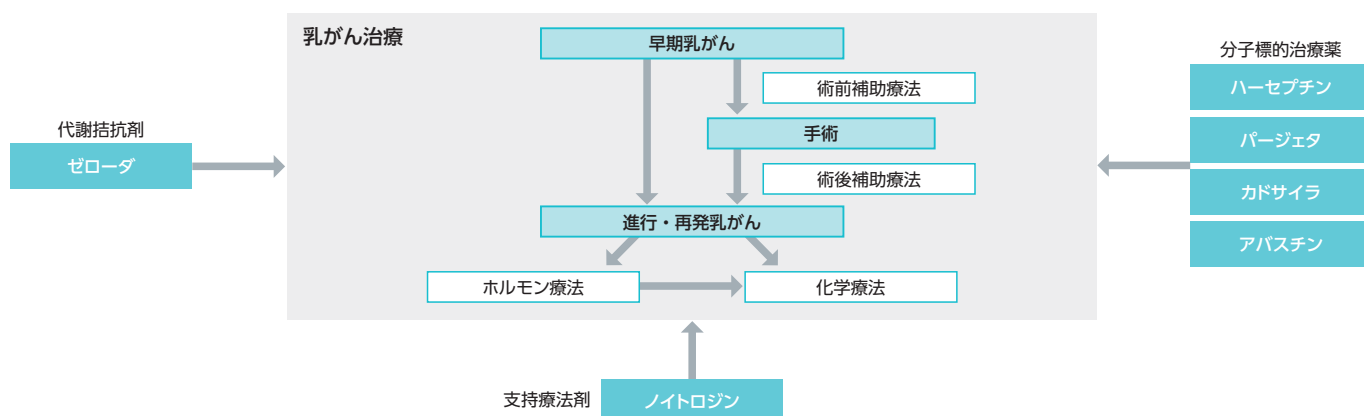 乳がん治療
早期乳がん
術前補助療法
手術
術後補助療法
進行・再発乳がん
ホルモン療法
化学療法
代謝拮抗剤
ゼローダ
分子標的治療薬
ハーセプチン
パージェタ
カドサイラ
アバスチン
支持療法剤
ノイトロジン